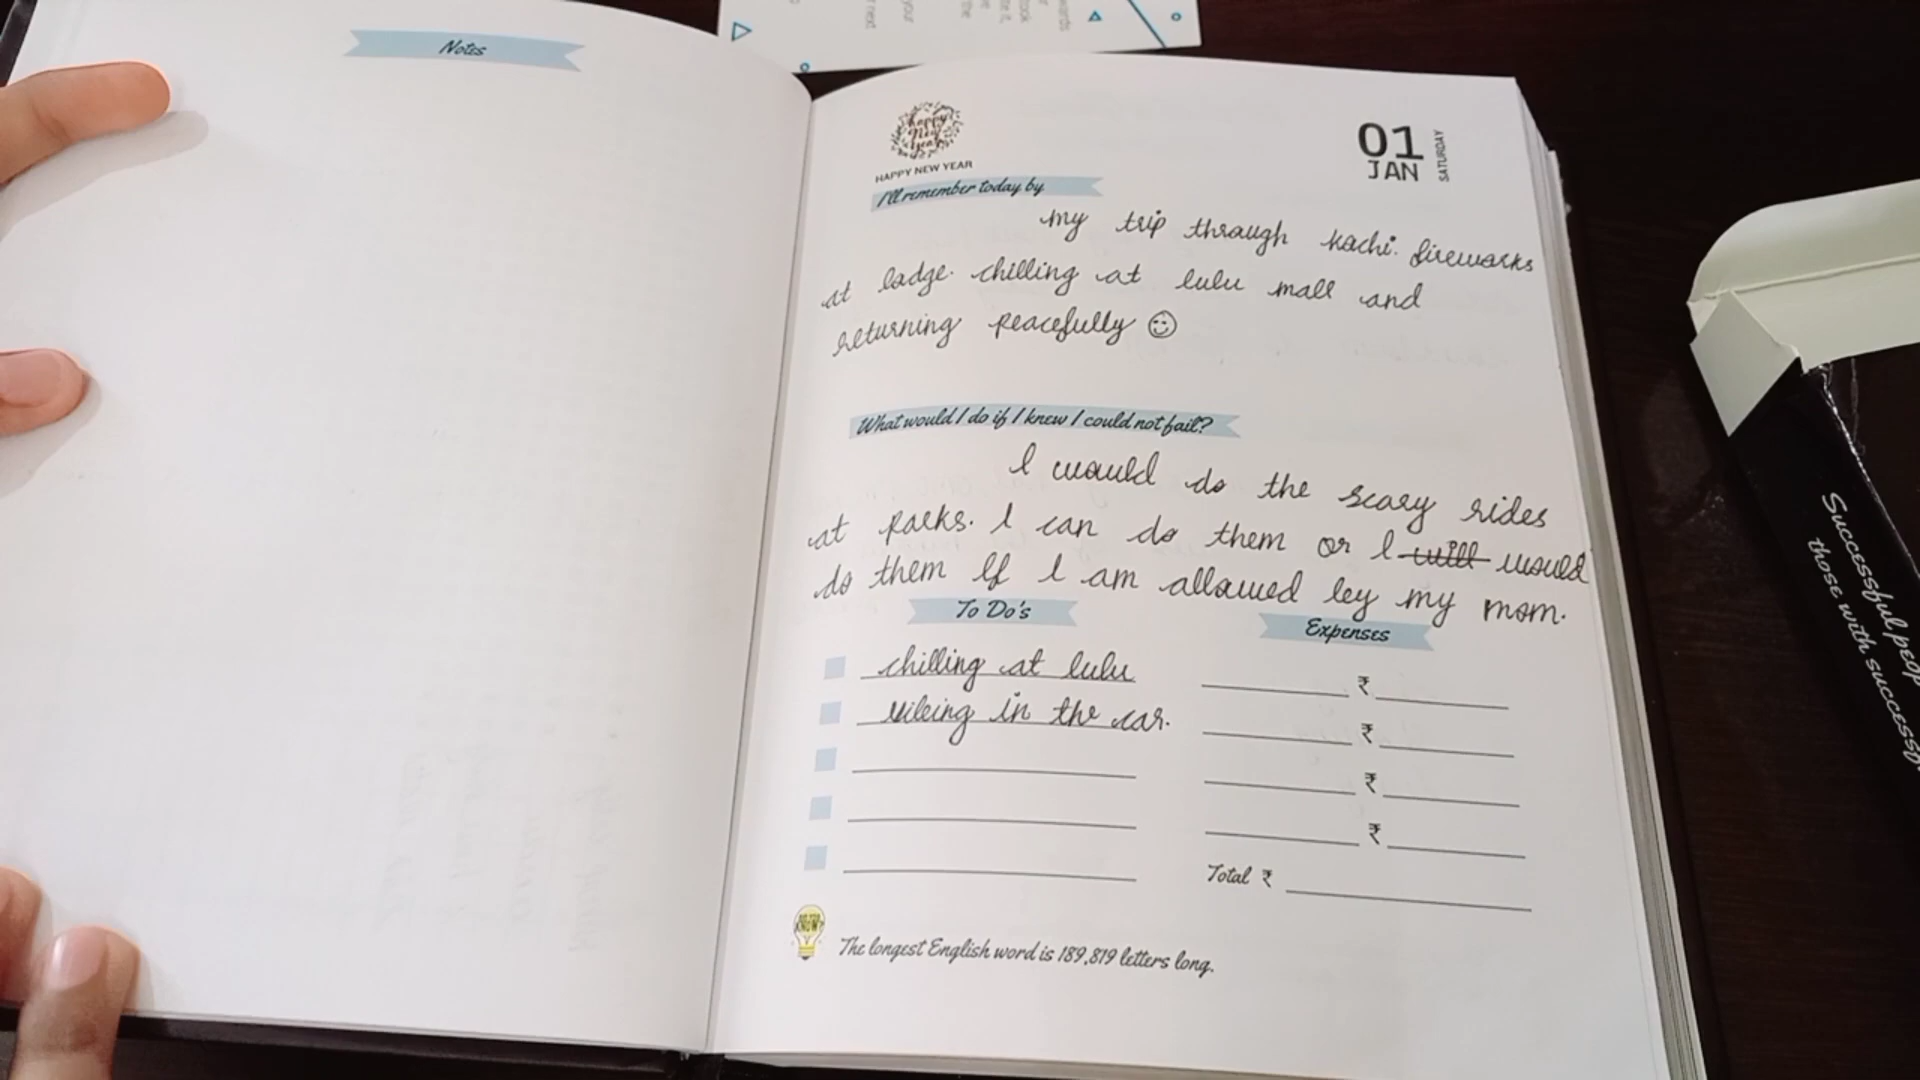 Notes
happy New Year
HAPPY NEW YEAR
01
JAN
SATURDAY
I'll remember today by
my trip through kochi. fireworks
at lodge. chilling at lulu mall and
returning peacefully
What would I do if I knew I could not fail?
I would do the scary rides
at parks. I can do them or I will would
do them If I am allowed by my mom.
To Do's
Expenses
chilling at lulu
₹
vibing in the car.
₹
₹
₹
Total ₹
KNOW?
The longest English word is 189,819 letters long.
Successful peop
those with success